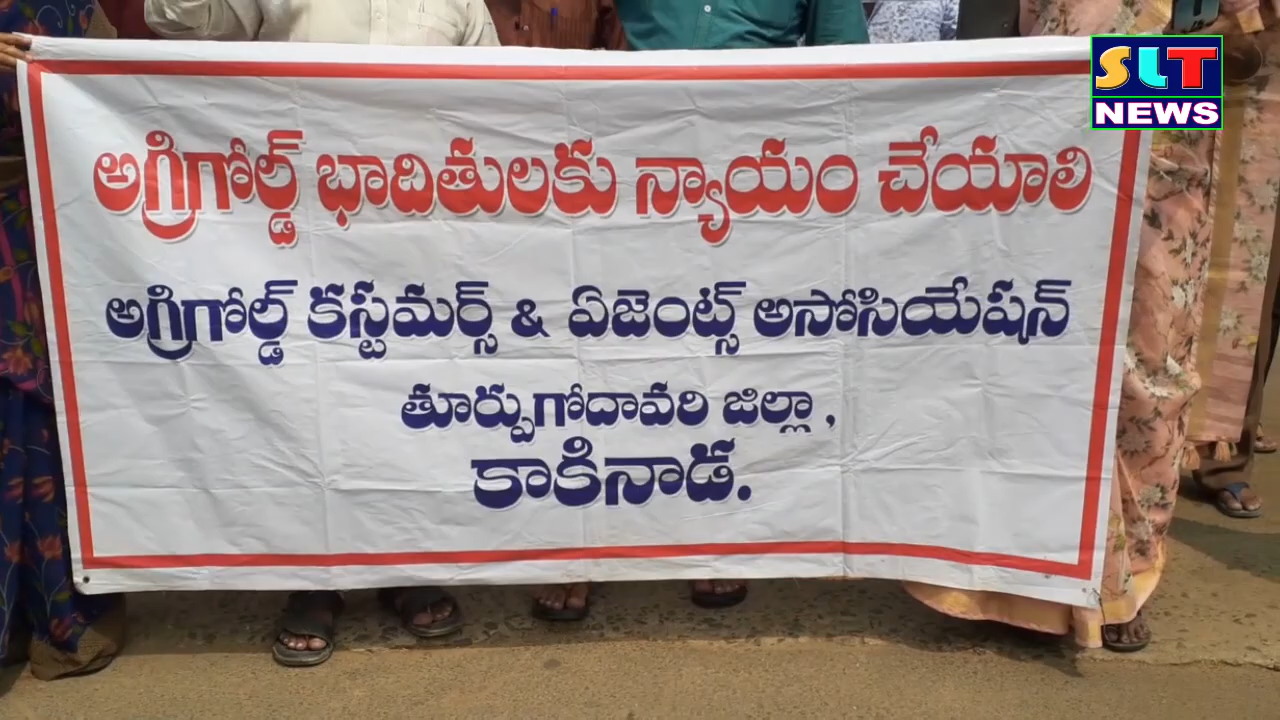 SLT
NEWS
అగ్రిగోల్డ్ భాదితులకు న్యాయం చేయాలి
అగ్రిగోల్డ్ కస్టమర్స్ & ఏజెంట్స్ అసోసియేషన్
తూర్పుగోదావరి జిల్లా ,
కాకినాడ.